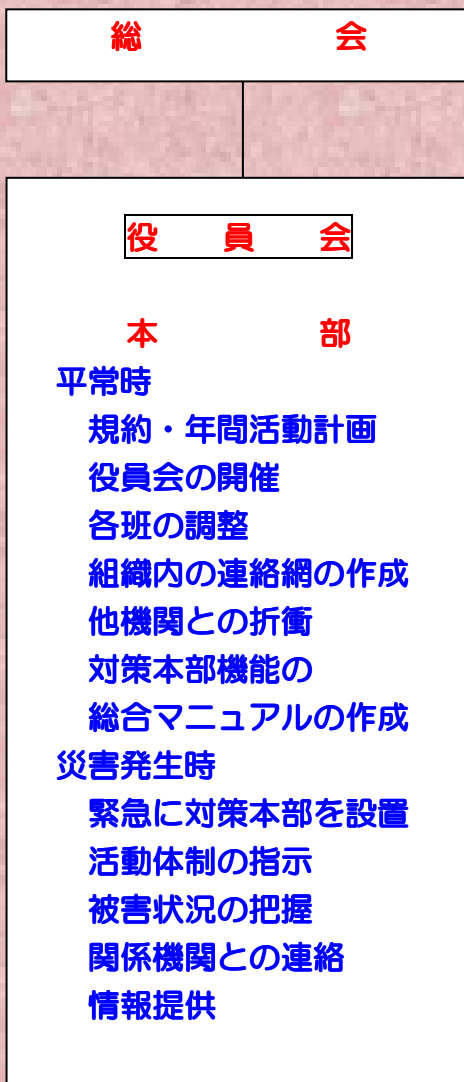 総 会
役 員 会
本 部
平常時
規約・年間活動計画
役員会の開催
各班の調整
組織内の連絡網の作成
他機関との折衝
対策本部機能の
総合マニュアルの作成
災害発生時
緊急に対策本部を設置
活動体制の指示
被害状況の把握
関係機関との連絡
情報提供